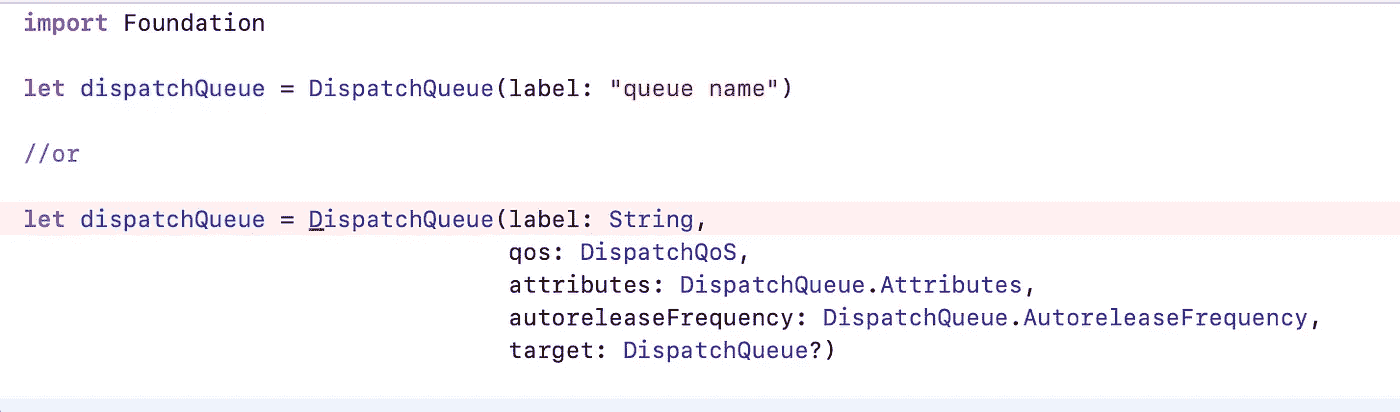 import Foundation
let dispatchQueue = DispatchQueue(label: "queue name")
//or
let dispatchQueue = DispatchQueue(label: String,
qos: DispatchQoS,
attributes: DispatchQueue.Attributes,
autoreleaseFrequency: DispatchQueue.AutoreleaseFrequency,
target: DispatchQueue?)